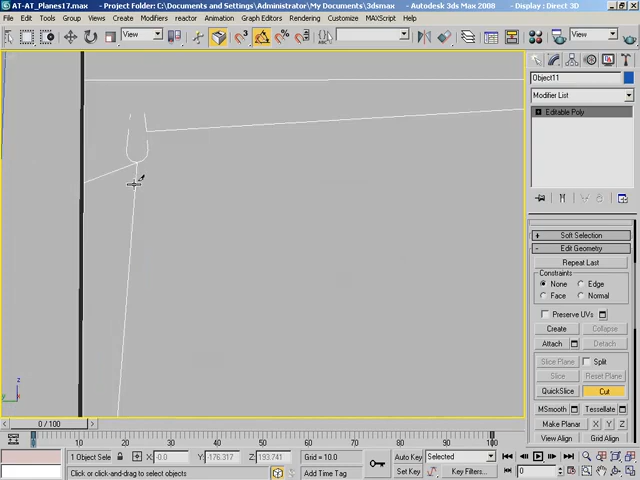 AT-AT_Planes17.max - Project Folder: C:\Documents and Settings\Administrator\My Documents\3dsmax - Autodesk 3ds Max 2008 - Display : Direct 3D
File Edit Tools Group Views Create Modifiers reactor Animation Graph Editors Rendering Customize MAXScript Help
View View
Object11
Modifier List
Editable Poly
+ Soft Selection
- Edit Geometry
Repeat Last
Constraints
None Edge
Face Normal
Preserve UVs
Create Collapse
Attach Detach
Slice Plane Split
Slice Reset Plane
QuickSlice Cut
MSmooth Tessellate
Make Planar X Y Z
View Align Grid Align
z
y x
0 / 100
0 10 20 30 40 50 60 70 80 90 100
1 Object Sele X: -0.0 Y: -176.317 Z: 193.741 Grid = 10.0 Auto Key Selected
Click or click-and-drag to select objects Add Time Tag Set Key Key Filters... 0